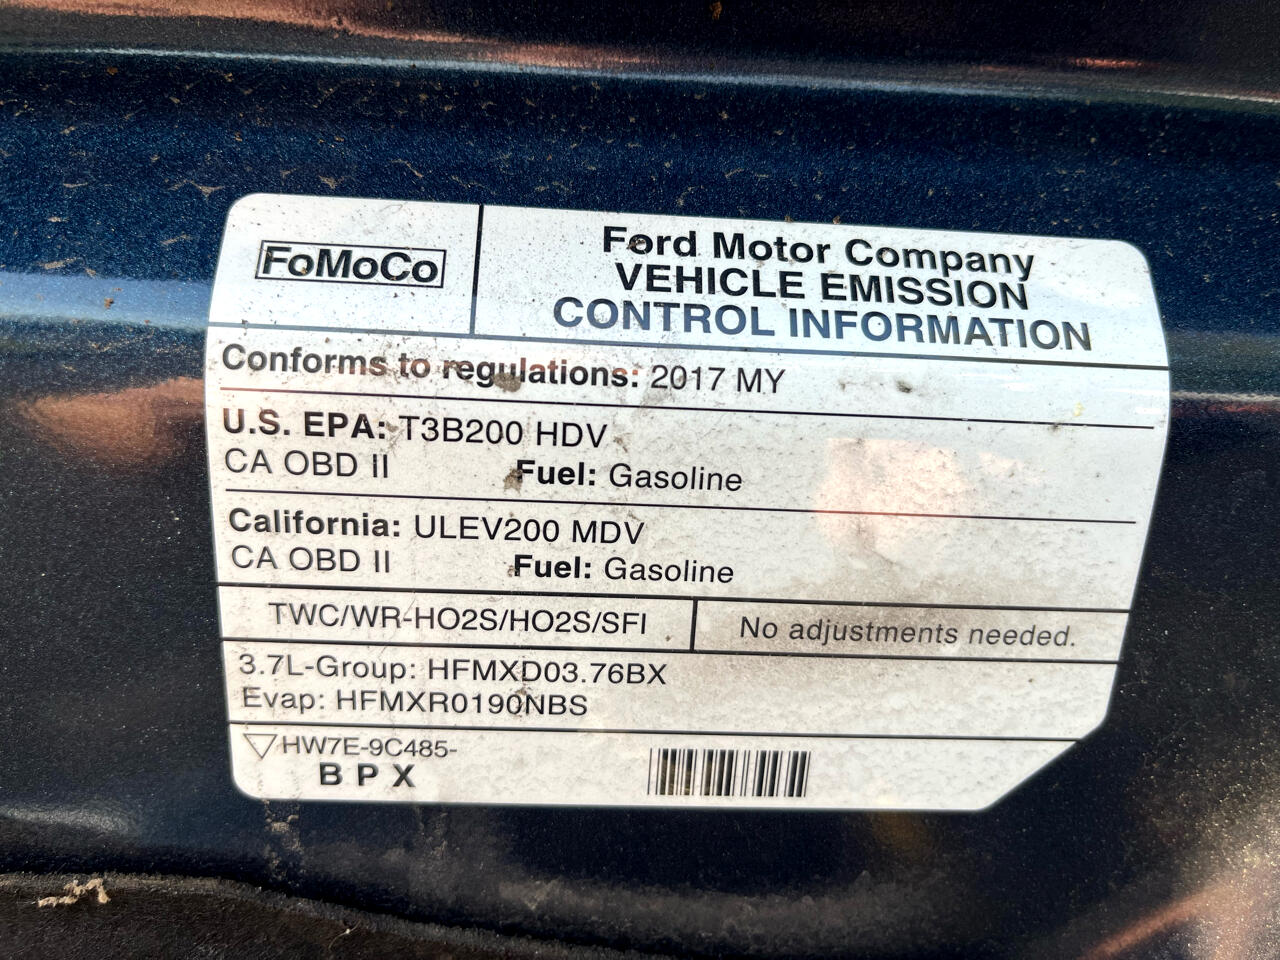 FoMoCo
Ford Motor Company
VEHICLE EMISSION
CONTROL INFORMATION
Conforms to regulations: 2017 MY
U.S. EPA: T3B200 HDV
CA OBD II Fuel: Gasoline
California: ULEV200 MDV
CA OBD II Fuel: Gasoline
TWC/WR-HO2S/HO2S/SFI
No adjustments needed.
3.7L-Group: HFMXD03.76BX
Evap: HFMXR0190NBS
HW7E-9C485-
B P X